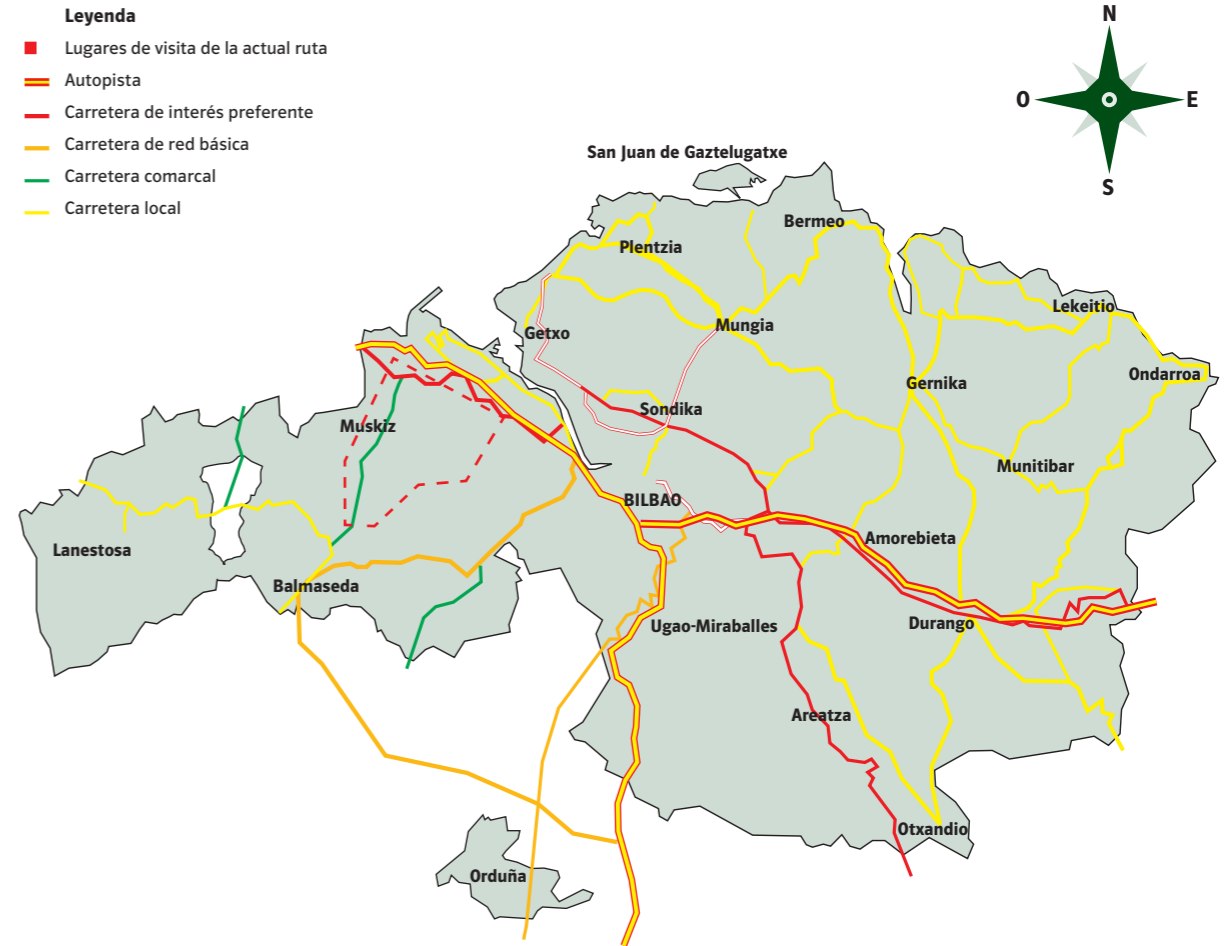 Leyenda
Lugares de visita de la actual ruta
Autopista
Carretera de interés preferente
Carretera de red básica
Carretera comarcal
Carretera local
N
O
E
S
San Juan de Gaztelugatxe
Bermeo
Plentzia
Lekeitio
Mungia
Getxo
Ondarroa
Gernika
Sondika
Muskiz
Munitibar
BILBAO
Amorebieta
Lanestosa
Balmaseda
Durango
Ugao-Miraballes
Areatza
Otxandio
Orduña